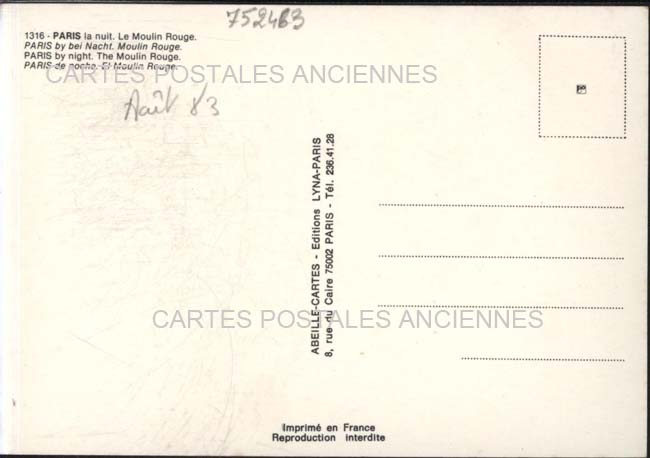 752483
1316 - PARIS la nuit. Le Moulin Rouge.
PARIS by bei Nacht. Moulin Rouge.
PARIS by night. The Moulin Rouge.
PARIS de noche. El Moulin Rouge.
CARTES POSTALES ANCIENNES
Août 83
ABEILLE-CARTES - Editions LYNA-PARIS
8, rue du Caire 75002 PARIS - Tél. 236.41.28
CARTES POSTALES ANCIENNES
Imprimé en France
Reproduction interdite